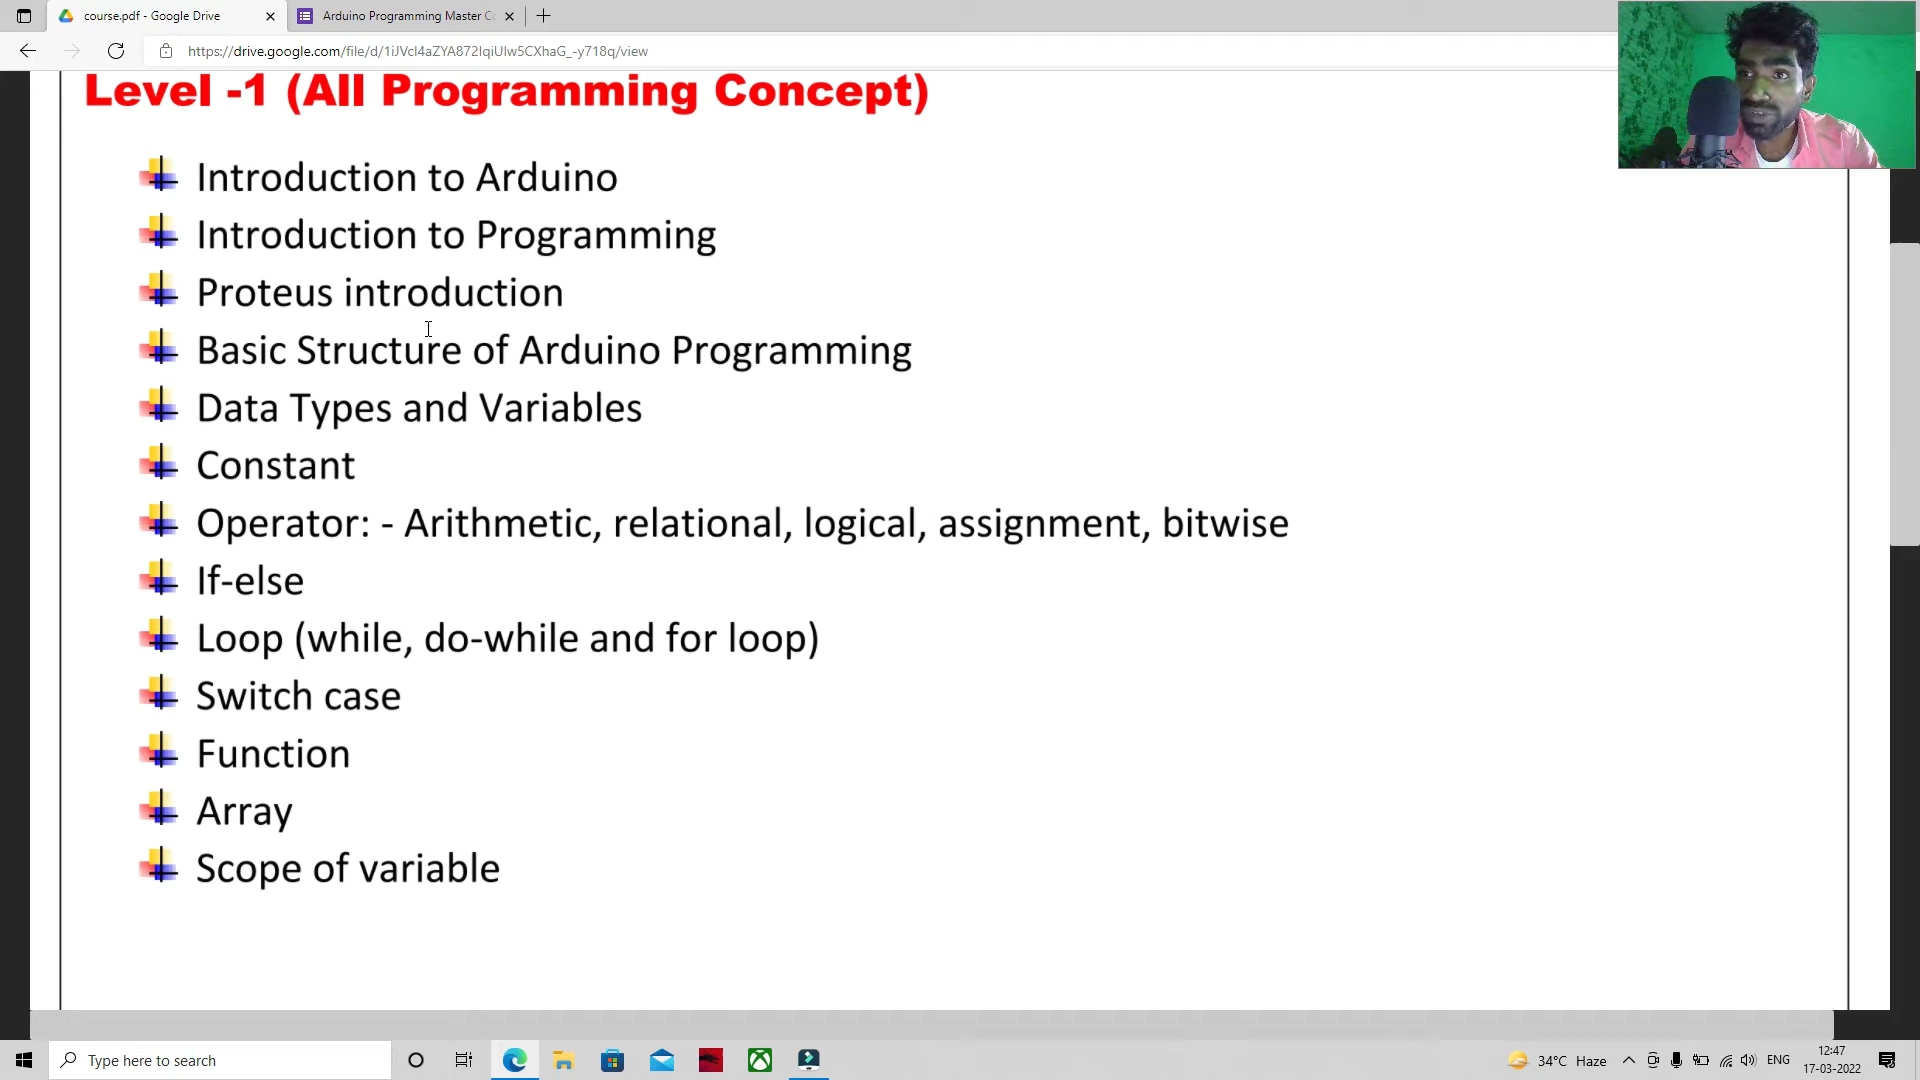 course.pdf - Google Drive
Arduino Programming Master C
https://drive.google.com/file/d/1iJVcI4aZYA872IqiUIw5CXhaG_-y718q/view
Level -1 (All Programming Concept)
Introduction to Arduino
Introduction to Programming
Proteus introduction
Basic Structure of Arduino Programming
Data Types and Variables
Constant
Operator: - Arithmetic, relational, logical, assignment, bitwise
If-else
Loop (while, do-while and for loop)
Switch case
Function
Array
Scope of variable
Type here to search
34°C Haze
ENG
12:47
17-03-2022